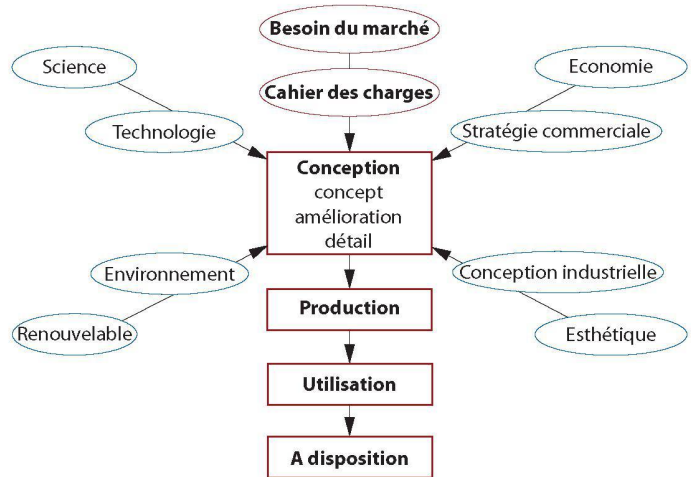 Besoin du marché
Science
Economie
Cahier des charges
Technologie
Stratégie commerciale
Conception
concept
amélioration
détail
Environnement
Conception industrielle
Production
Renouvelable
Esthétique
Utilisation
A disposition